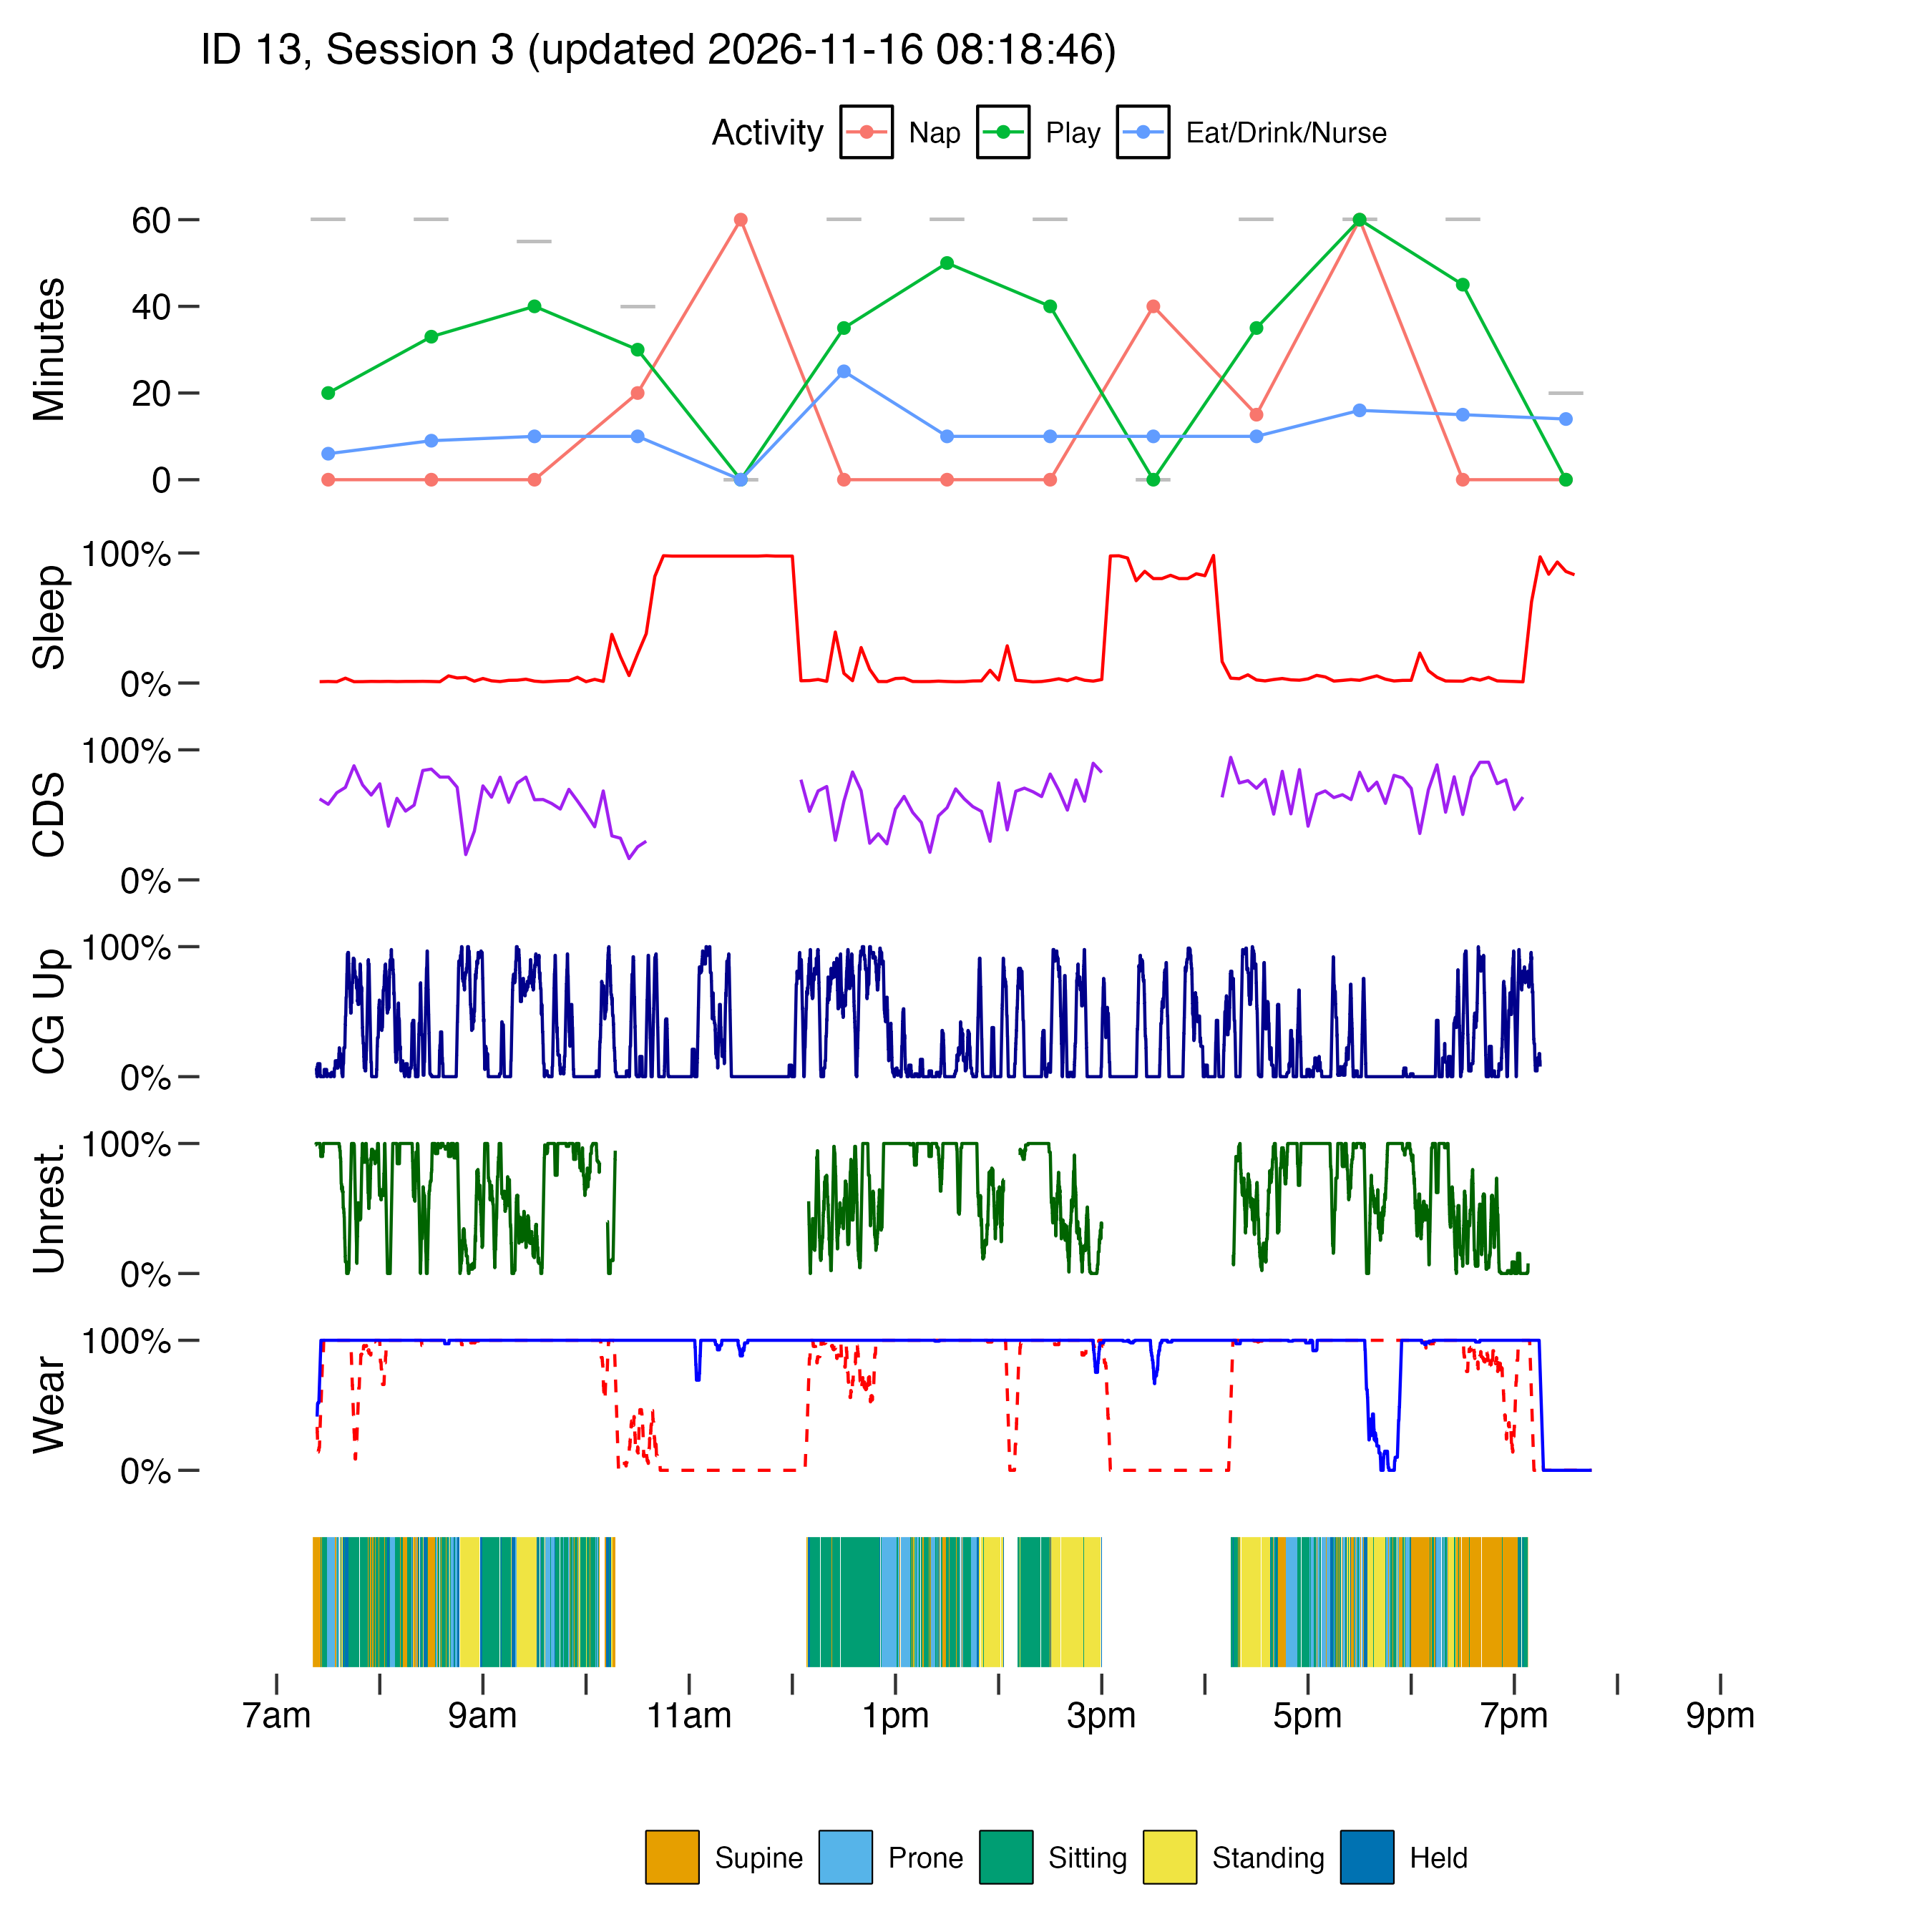 ID 13, Session 3 (updated 2026-11-16 08:18:46)
Activity Nap Play Eat/Drink/Nurse
Minutes
60
40
20
0
Sleep
100%
0%
CDS
100%
0%
CG Up
100%
0%
Unrest.
100%
0%
Wear
100%
0%
7am 9am 11am 1pm 3pm 5pm 7pm 9pm
Supine Prone Sitting Standing Held